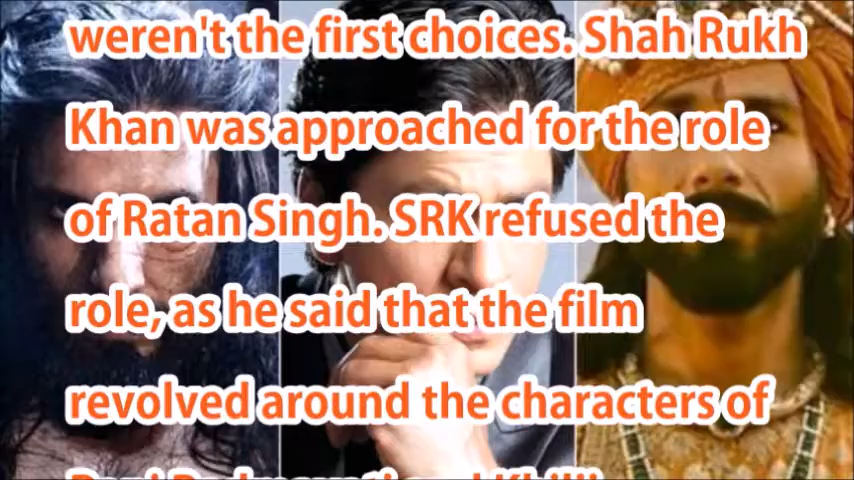 weren't the first choices. Shah Rukh
Khan was approached for the role
of Ratan Singh. SRK refused the
role, as he said that the film
revolved around the characters of